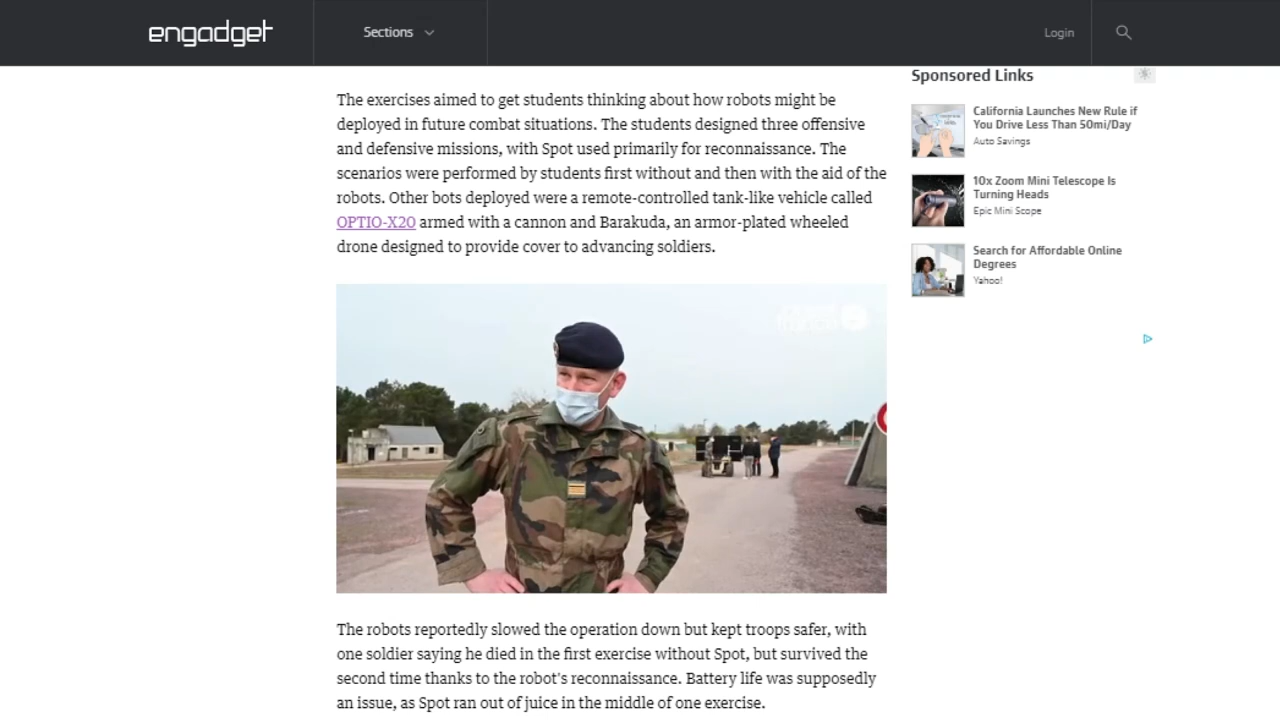 engadget
Sections
Login
Sponsored Links
The exercises aimed to get students thinking about how robots might be
deployed in future combat situations. The students designed three offensive
and defensive missions, with Spot used primarily for reconnaissance. The
scenarios were performed by students first without and then with the aid of the
robots. Other bots deployed were a remote-controlled tank-like vehicle called
OPTIO-X20 armed with a cannon and Barakuda, an armor-plated wheeled
drone designed to provide cover to advancing soldiers.
California Launches New Rule if
You Drive Less Than 50mi/Day
Auto Savings
10x Zoom Mini Telescope Is
Turning Heads
Epic Mini Scope
Search for Affordable Online
Degrees
Yahoo!
The robots reportedly slowed the operation down but kept troops safer, with
one soldier saying he died in the first exercise without Spot, but survived the
second time thanks to the robot's reconnaissance. Battery life was supposedly
an issue, as Spot ran out of juice in the middle of one exercise.